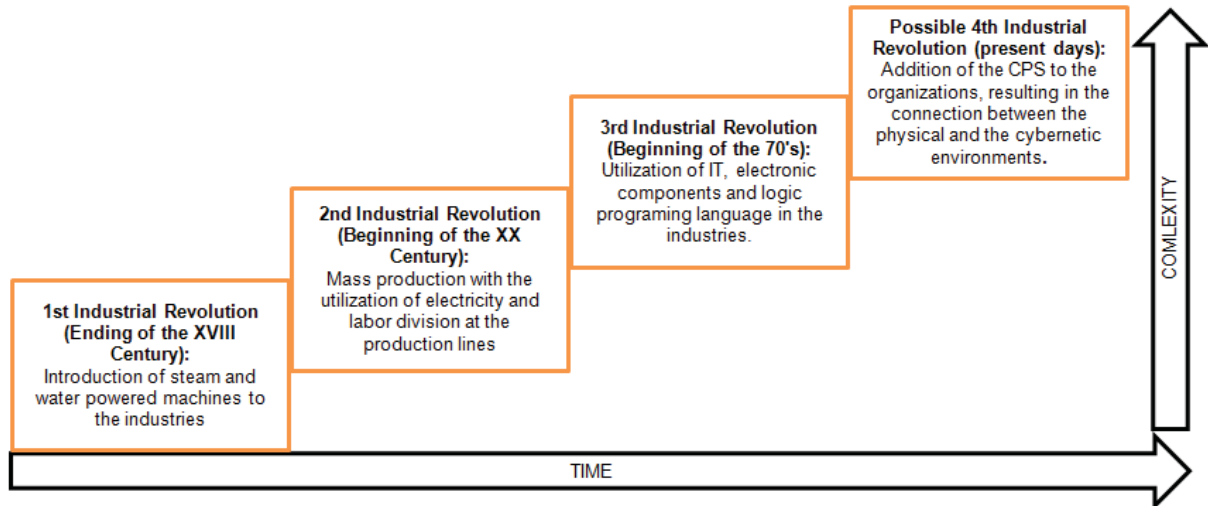 1st Industrial Revolution
(Ending of the XVIII
Century):
Introduction of steam and
water powered machines to
the industries
2nd Industrial Revolution
(Beginning of the XX
Century):
Mass production with the
utilization of electricity and
labor division at the
production lines
3rd Industrial Revolution
(Beginning of the 70's):
Utilization of IT, electronic
components and logic
programing language in the
industries.
Possible 4th Industrial
Revolution (present days):
Addition of the CPS to the
organizations, resulting in the
connection between the
physical and the cybernetic
environments.
COMLEXITY
TIME